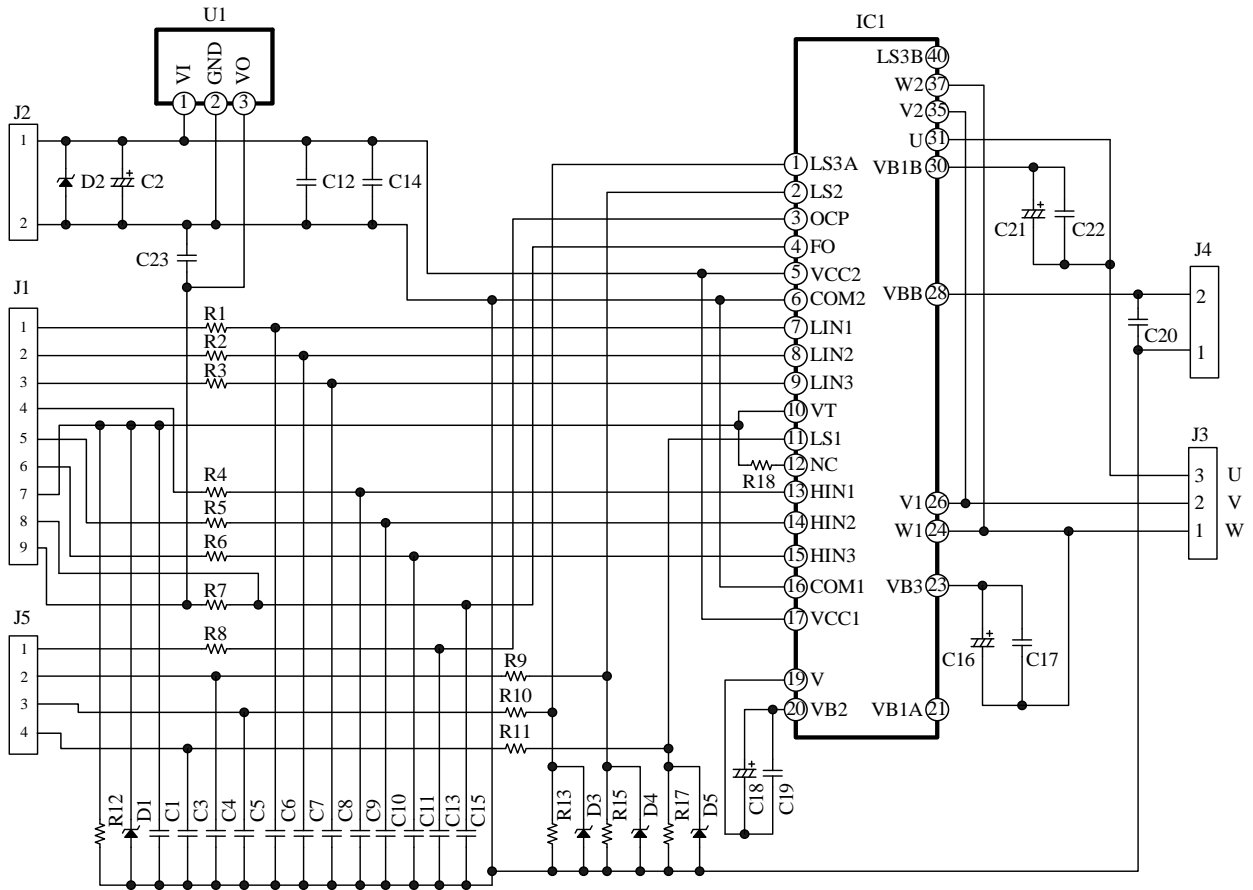 U1
IC1
VI
GND
VO
1
2
3
LS3B
40
W2
37
V2
35
U
31
VB1B
30
J2
1
2
D2
C2
+
C12
C14
C23
1 LS3A
2 LS2
3 OCP
4 FO
5 VCC2
6 COM2
7 LIN1
8 LIN2
9 LIN3
10 VT
11 LS1
12 NC
13 HIN1
14 HIN2
15 HIN3
16 COM1
17 VCC1
19 V
20 VB2
+
C21
C22
VBB 28
J4
2
1
C20
J1
1
2
3
4
5
6
7
8
9
R1
R2
R3
R4
R5
R6
R7
R18
J3
3 U
2 V
1 W
V1 26
W1 24
VB3 23
+
C16
C17
VB1A 21
J5
1
2
3
4
R8
R9
R10
R11
R12
D1
C1
C3
C4
C5
C6
C7
C8
C9
C10
C11
C13
C15
R13
D3
R15
D4
R17
D5
+
C18
C19